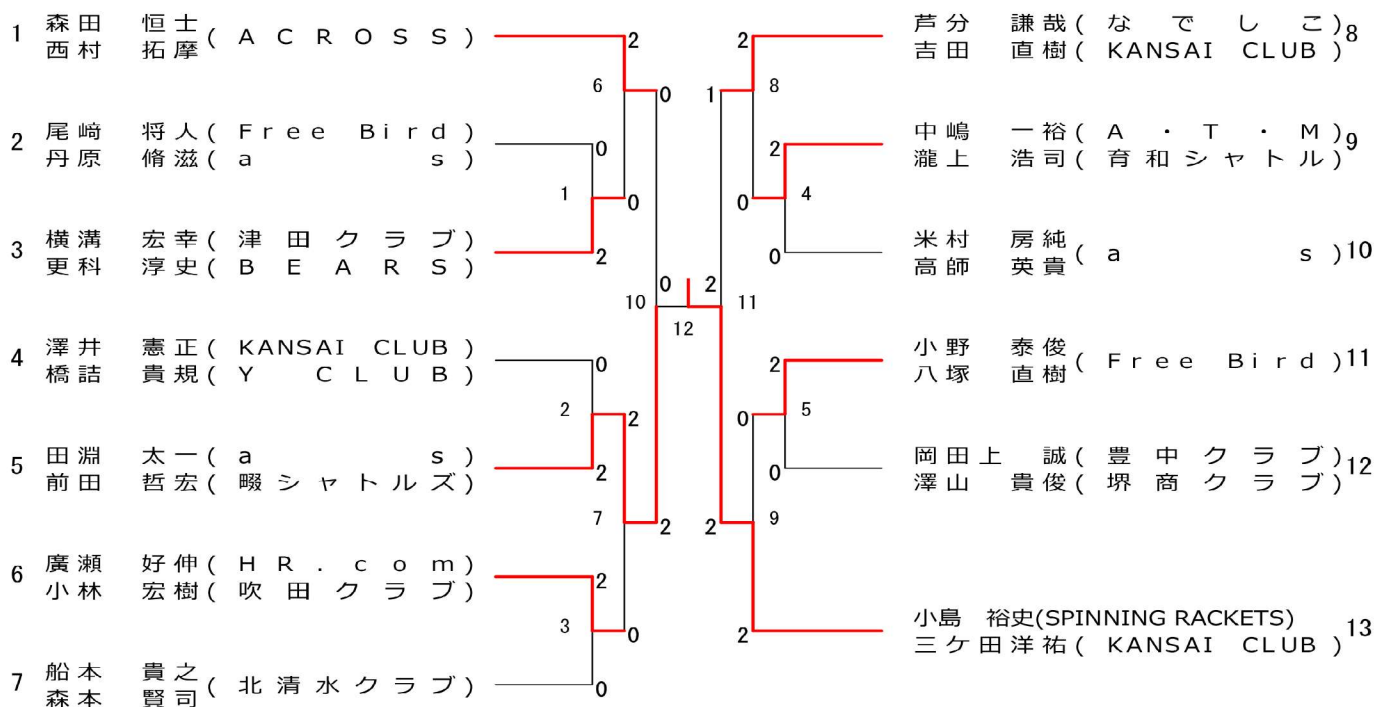 1 森田 恒士 (ACROSS)
西村 拓摩
2 尾﨑 将人 (Free Bird)
丹原 脩滋 (as)
3 横溝 宏幸 (津田クラブ)
更科 淳史 (BEARS)
4 澤井 憲正 (KANSAI CLUB)
橋詰 貴規 (Y CLUB)
5 田淵 太一 (as)
前田 哲宏 (畷シャトルズ)
6 廣瀬 好伸 (HR.com)
小林 宏樹 (吹田クラブ)
7 船本 貴之 (北清水クラブ)
森本 賢司
2
6
0
0
1
0
2
10
0
0
2
2
2
7
2
2
3
0
0
12
2
1
8
2
0
4
0
2
11
2
0
5
0
2
9
2
芦分 謙哉 (なでしこ) 8
吉田 直樹 (KANSAI CLUB)
中嶋 一裕 (A・T・M) 9
瀧上 浩司 (育和シャトル)
米村 房純 (as) 10
高師 英貴
小野 泰俊 (Free Bird) 11
八塚 直樹
岡田上 誠 (豊中クラブ) 12
澤山 貴俊 (堺商クラブ)
小島 裕史(SPINNING RACKETS) 13
三ケ田洋祐 (KANSAI CLUB)